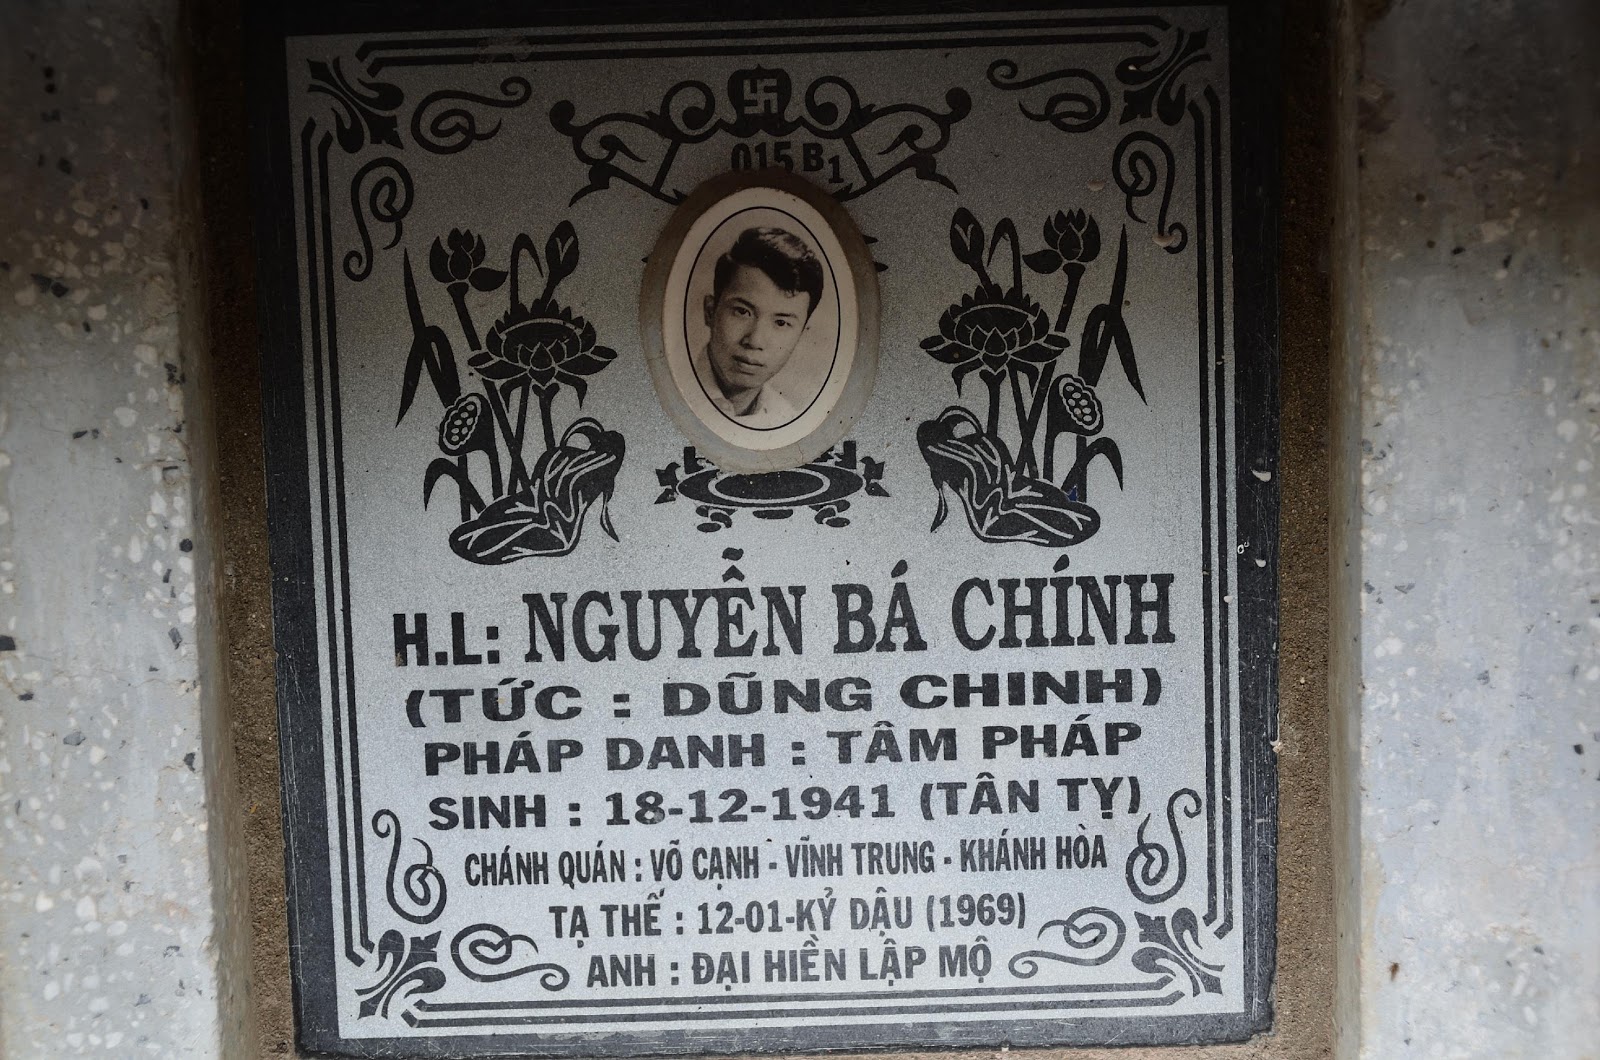 015 B1
H.L: NGUYỄN BÁ CHÍNH
(TỨC : DŨNG CHINH)
PHÁP DANH : TÂM PHÁP
SINH : 18-12-1941 (TÂN TỴ)
CHÁNH QUÁN : VÕ CẠNH - VĨNH TRUNG - KHÁNH HÒA
TẠ THẾ : 12-01-KỶ DẬU (1969)
ANH : ĐẠI HIỀN LẬP MỘ